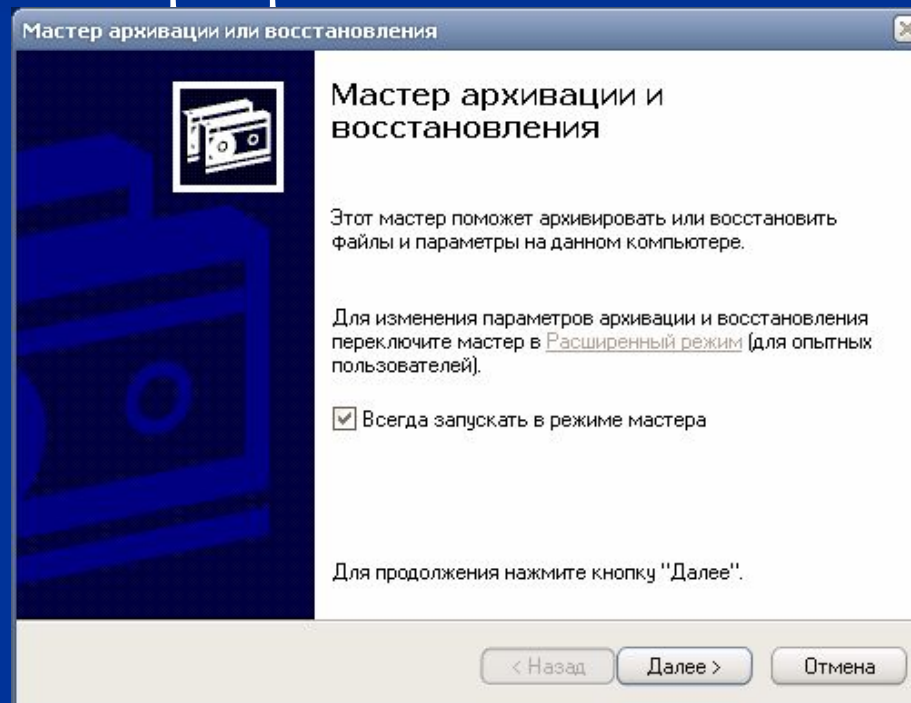 Мастер архивации или восстановления
Мастер архивации и
восстановления
Этот мастер поможет архивировать или восстановить
файлы и параметры на данном компьютере.
Для изменения параметров архивации и восстановления
переключите мастер в Расширенный режим (для опытных
пользователей).
Всегда запускать в режиме мастера
Для продолжения нажмите кнопку "Далее".
< Назад Далее > Отмена